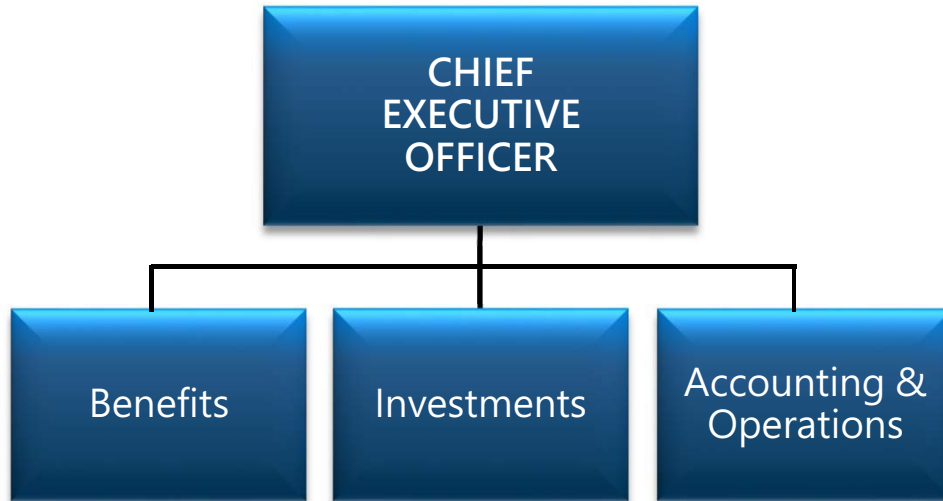 CHIEF
EXECUTIVE
OFFICER
Benefits
Investments
Accounting &
Operations